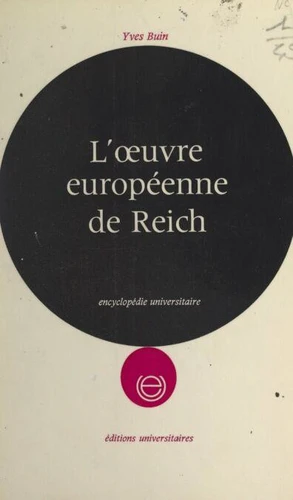 Yves Buin
L'œuvre
européenne
de Reich
encyclopédie universitaire
éditions universitaires